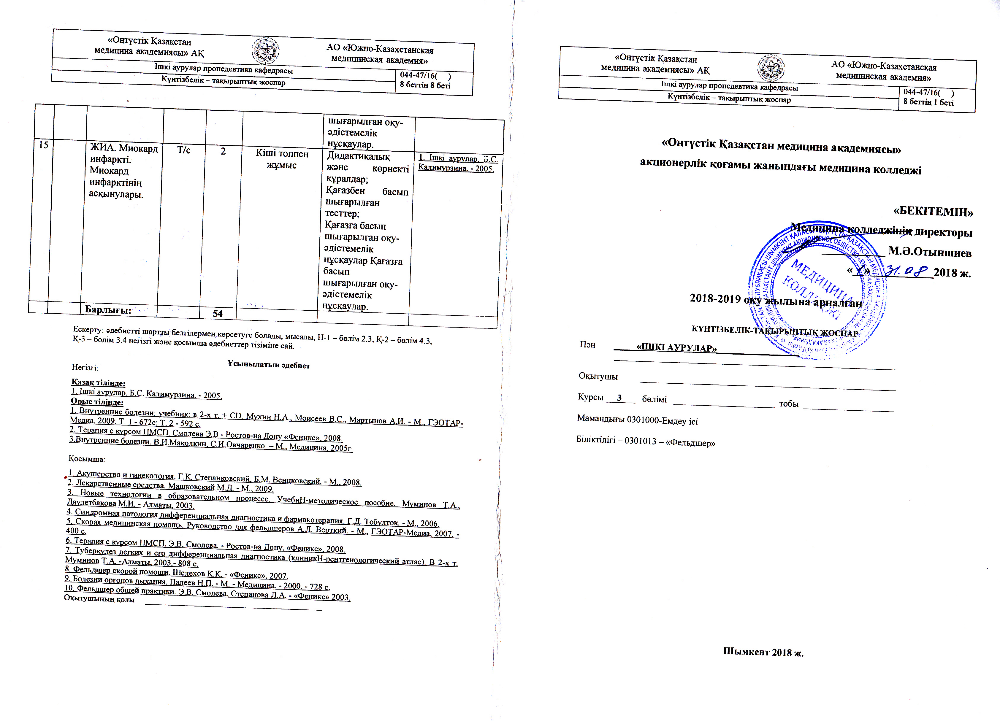 «Оңтүстік Қазақстан
медицина академиясы» АҚ
АО «Южно-Казахстанская
медицинская академия»
Ішкі аурулар пропедевтика кафедрасы
Күнтізбелік – тақырыптық жоспар
044-47/16( )
8 беттің 8 беті
шығарылған оқу-
әдістемелік
нұсқаулар.
15
ЖИА. Миокард
инфаркті.
Миокард
инфарктінің
асқынулары.
Т/с
2
Кіші топпен
жұмыс
Дидактикалық
және көрнекті
құралдар;
Қағазбен басып
шығарылған
тесттер;
Қағазға басып
шығарылған оқу-
әдістемелік
нұсқаулар Қағазға
басып
шығарылған оқу-
әдістемелік
нұсқаулар.
1. Ішкі аурулар. Б.С.
Калимурзина. - 2005.
Барлығы:
54
Ескерту: әдебиетті шартты белгілермен көрсетуге болады, мысалы, Н-1 – бөлім 2.3, Қ-2 – бөлім 4.3,
Қ-3 – бөлім 3.4 негізгі және қосымша әдебиеттер тізіміне сай.
Ұсынылатын әдебиет
Негізгі:
Қазақ тілінде:
1. Ішкі аурулар. Б.С. Калимурзина. - 2005.
Орыс тілінде:
1. Внутренние болезни: учебник: в 2-х т. + CD. Мухин Н.А., Моисеев В.С., Мартынов А.И. - М., ГЭОТАР-
Медиа, 2009. Т. 1 - 672с; Т. 2 - 592 с.
2. Терапия с курсом ПМСП. Смолева Э.В - Ростов-на Дону «Феникс», 2008.
3.Внутренние болезни. В.И.Маколкин, С.И.Овчаренко. – М., Медицина, 2005г.
Қосымша:
1. Акушерство и гинекология. Г.К. Степанковский, Б.М. Венцковский. - М., 2008.
2. Лекарственные средства. Машковский М.Д. - М., 2009.
3. Новые технологии в образовательном процессе. УчебнН-методическое пособие. Муминов Т.А.,
Даулетбакова М.И. - Алматы, 2003.
4. Синдромная патология дифференциальная диагностика и фармакотерапия. Г.Д. Тобулток. - М., 2006.
5. Скорая медицинская помощь. Руководство для фельдшеров А.Л. Верткий. - М., ГЭОТАР-Медиа, 2007. -
400 с.
6. Терапия с курсом ПМСП. Э.В. Смолева. - Ростов-на Дону, «Феникс», 2008.
7. Туберкулез легких и его дифференциальная диагностика (клиникН-рентгенологический атлас). В 2-х т.
Муминов Т.А. -Алматы, 2003.- 808 с.
8. Фельдшер скорой помощи. Шелехов К.К. - «Феникс», 2007.
9. Болезни оргонов дыхания. Палеев Н.П. - М. - Медицина. - 2000. - 728 с.
10. Фельдшер общей практики. Э.В. Смолева, Степанова Л.А. - «Феникс» 2003.
Оқытушының қолы
«Оңтүстік Қазақстан
медицина академиясы» АҚ
АО «Южно-Казахстанская
медицинская академия»
Ішкі аурулар пропедевтика кафедрасы
Күнтізбелік – тақырыптық жоспар
044-47/16( )
8 беттің 1 беті
«Оңтүстік Қазақстан медицина академиясы»
акционерлік қоғамы жанындағы медицина колледжі
«БЕКІТЕМІН»
Медицина колледжінің директоры
М.Ә.Отыншиев
« » 31.08 2018 ж.
МЕДИЦИНА
КОЛЛЕДЖІ
2018-2019 оқу жылына арналған
КҮНТІЗБЕЛІК-ТАҚЫРЫПТЫҚ ЖОСПАР
Пән «ІШКІ АУРУЛАР»
Оқытушы
Курсы 3 бөлімі тобы
Мамандығы 0301000-Емдеу ісі
Біліктілігі – 0301013 – «Фельдшер»
Шымкент 2018 ж.